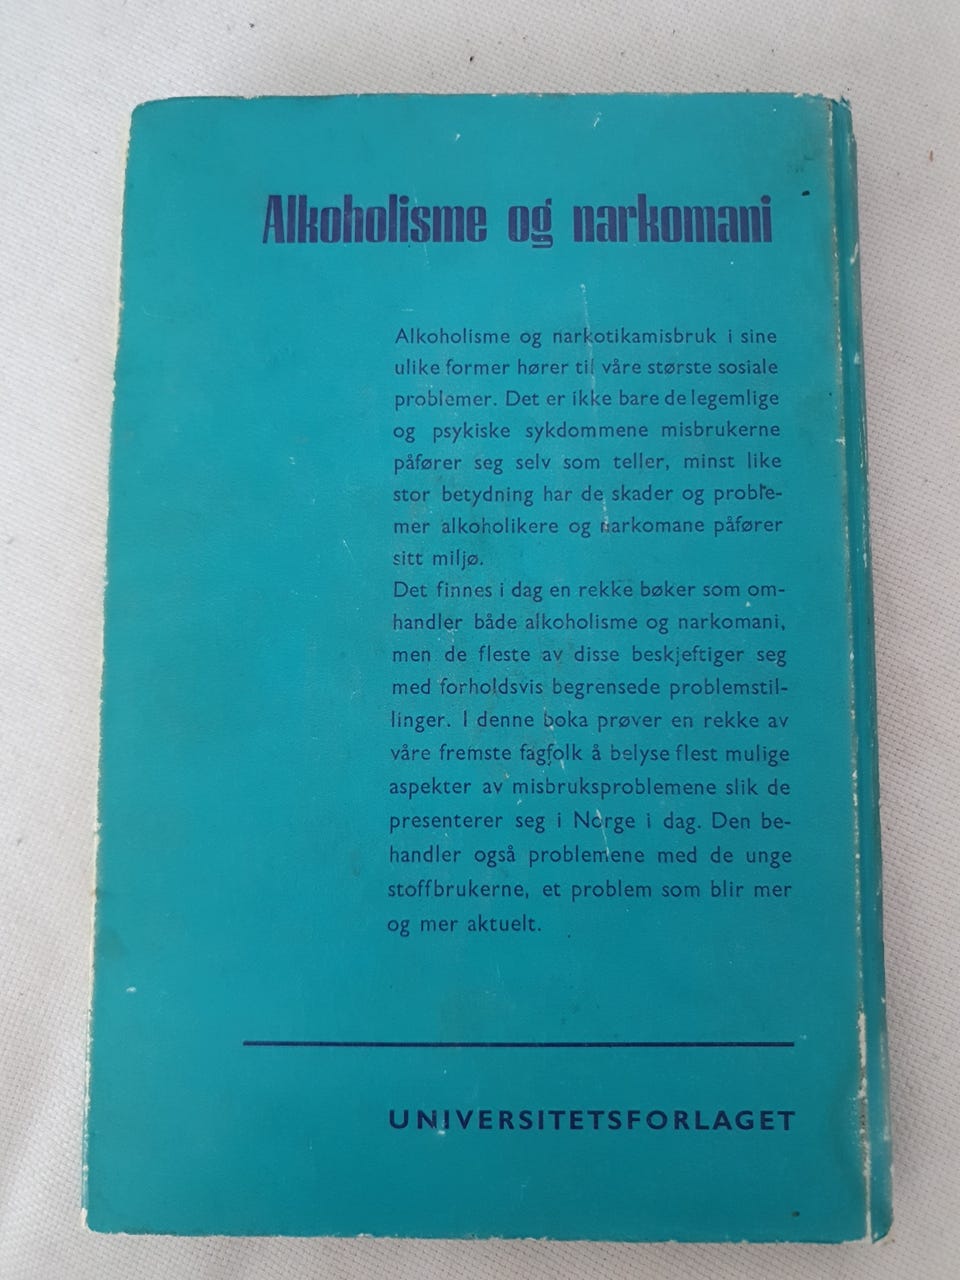 Alkoholisme og narkomani
Alkoholisme og narkotikamisbruk i sine
ulike former hører til våre største sosiale
problemer. Det er ikke bare de legemlige
og psykiske sykdommene misbrukerne
påfører seg selv som teller, minst like
stor betydning har de skader og proble-
mer alkoholikere og narkomane påfører
sitt miljø.
Det finnes i dag en rekke bøker som om-
handler både alkoholisme og narkomani,
men de fleste av disse beskjeftiger seg
med forholdsvis begrensede problemstil-
linger. I denne boka prøver en rekke av
våre fremste fagfolk å belyse flest mulige
aspekter av misbruksproblemene slik de
presenterer seg i Norge i dag. Den be-
handler også problemene med de unge
stoffbrukerne, et problem som blir mer
og mer aktuelt.
UNIVERSITETSFORLAGET